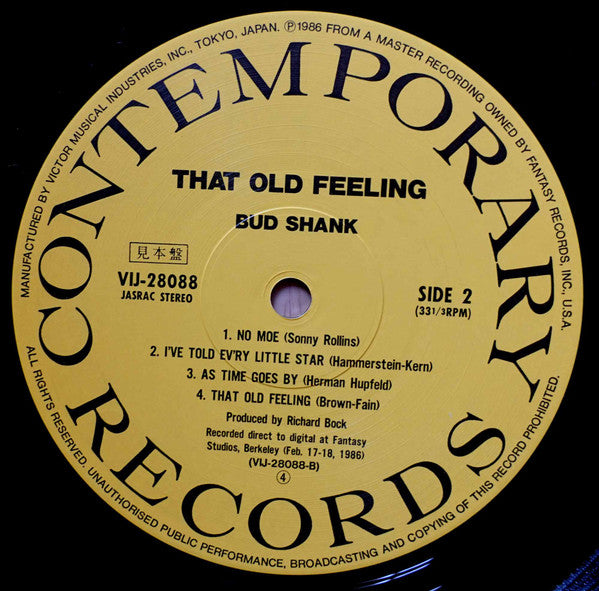 MANUFACTURED BY VICTOR MUSICAL INDUSTRIES, INC., TOKYO, JAPAN. Ⓟ1986 FROM A MASTER RECORDING OWNED BY FANTASY RECORDS, INC., U.S.A.
CONTEMPORARY RECORDS
THAT OLD FEELING
BUD SHANK
見本盤
VIJ-28088
JASRAC STEREO
SIDE 2
(33 1/3RPM)
1. NO MOE (Sonny Rollins)
2. I'VE TOLD EV'RY LITTLE STAR (Hammerstein-Kern)
3. AS TIME GOES BY (Herman Hupfeld)
4. THAT OLD FEELING (Brown-Fain)
Produced by Richard Bock
Recorded direct to digital at Fantasy
Studios, Berkeley (Feb. 17-18, 1986)
(VIJ-28088-B)
④
ALL RIGHTS RESERVED. UNAUTHORISED PUBLIC PERFORMANCE, BROADCASTING AND COPYING OF THIS RECORD PROHIBITED.